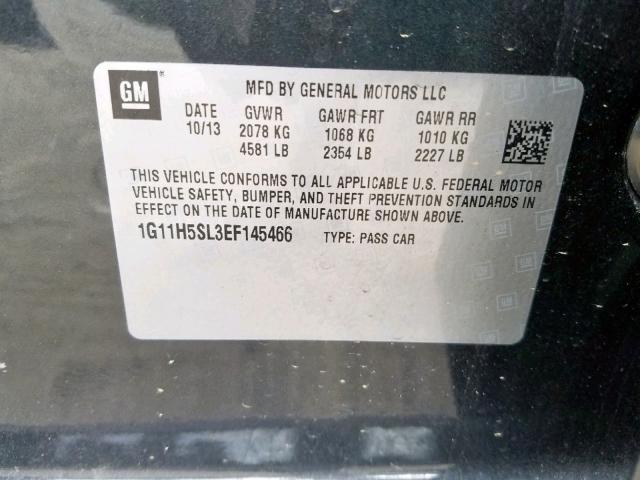 GM MFD BY GENERAL MOTORS LLC
DATE GVWR GAWR FRT GAWR RR
10/13 2078 KG 1068 KG 1010 KG
4581 LB 2354 LB 2227 LB
THIS VEHICLE CONFORMS TO ALL APPLICABLE U.S. FEDERAL MOTOR
VEHICLE SAFETY, BUMPER, AND THEFT PREVENTION STANDARDS IN
EFFECT ON THE DATE OF MANUFACTURE SHOWN ABOVE.
1G11H5SL3EF145466 TYPE: PASS CAR